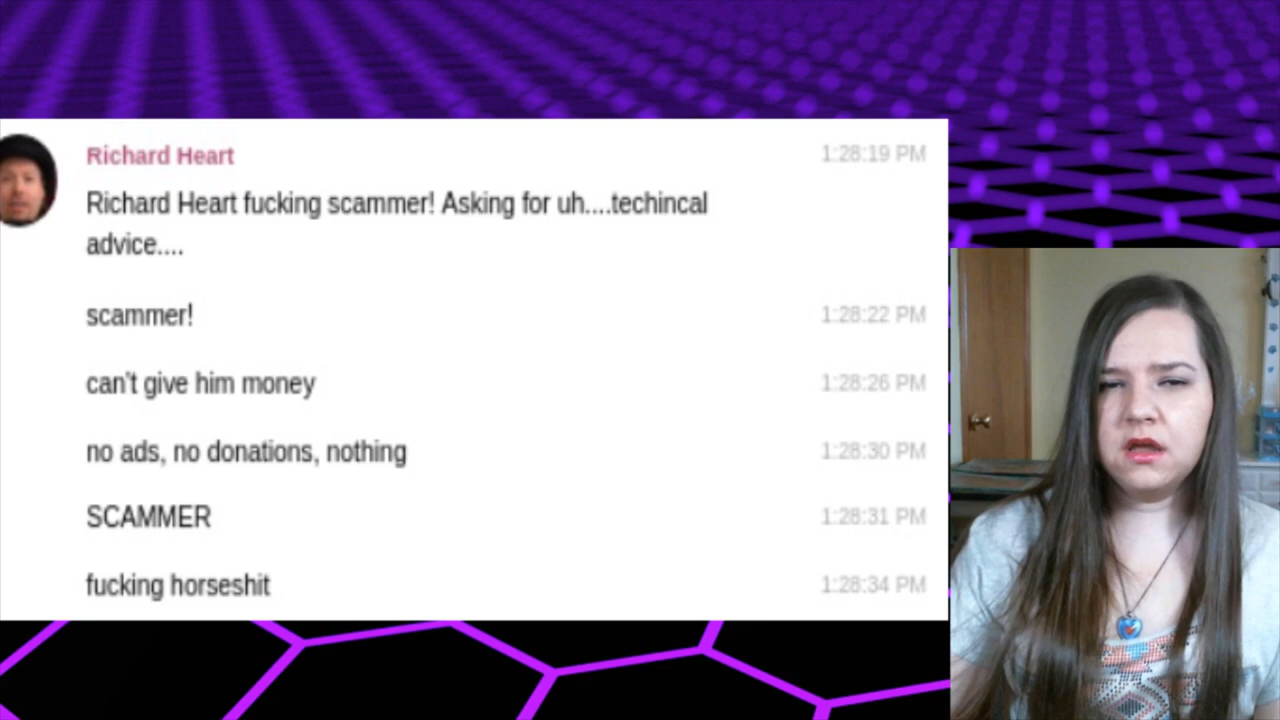 Richard Heart 1:28:19 PM
Richard Heart fucking scammer! Asking for uh....techincal
advice....
scammer! 1:28:22 PM
can't give him money 1:28:26 PM
no ads, no donations, nothing 1:28:30 PM
SCAMMER 1:28:31 PM
fucking horseshit 1:28:34 PM